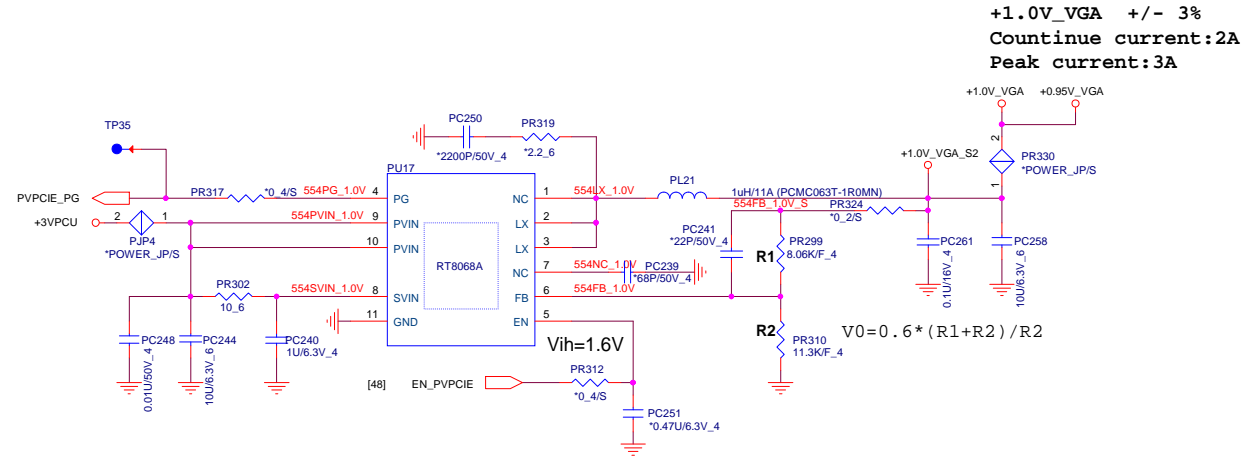 +1.0V_VGA +/- 3%
Countinue current:2A
Peak current:3A
+1.0V_VGA
+0.95V_VGA
TP35
PC250
*2200P/50V_4
PR319
*2.2_6
2
PR330
*POWER_JP/S
1
+1.0V_VGA_S2
PU17
PVPCIE_PG
PR317
*0_4/S
554PG_1.0V
4
PG
NC
1
554LX_1.0V
PL21
1uH/11A (PCMC063T-1R0MN)
+3VPCU
2
1
PJP4
*POWER_JP/S
554PVIN_1.0V
9
PVIN
LX
2
10
PVIN
LX
3
554FB_1.0V_S
PR324
*0_2/S
PC241
*22P/50V_4
R1
PR299
8.06K/F_4
PC261
0.1U/16V_4
PC258
10U/6.3V_6
RT8068A
NC
7
554NC_1.0V
PC239
*68P/50V_4
PR302
10_6
554SVIN_1.0V
8
SVIN
FB
6
554FB_1.0V
11
GND
EN
5
PC248
0.01U/50V_4
PC244
10U/6.3V_6
PC240
1U/6.3V_4
Vih=1.6V
R2
PR310
11.3K/F_4
V0=0.6*(R1+R2)/R2
[48]
EN_PVPCIE
PR312
*0_4/S
PC251
*0.47U/6.3V_4